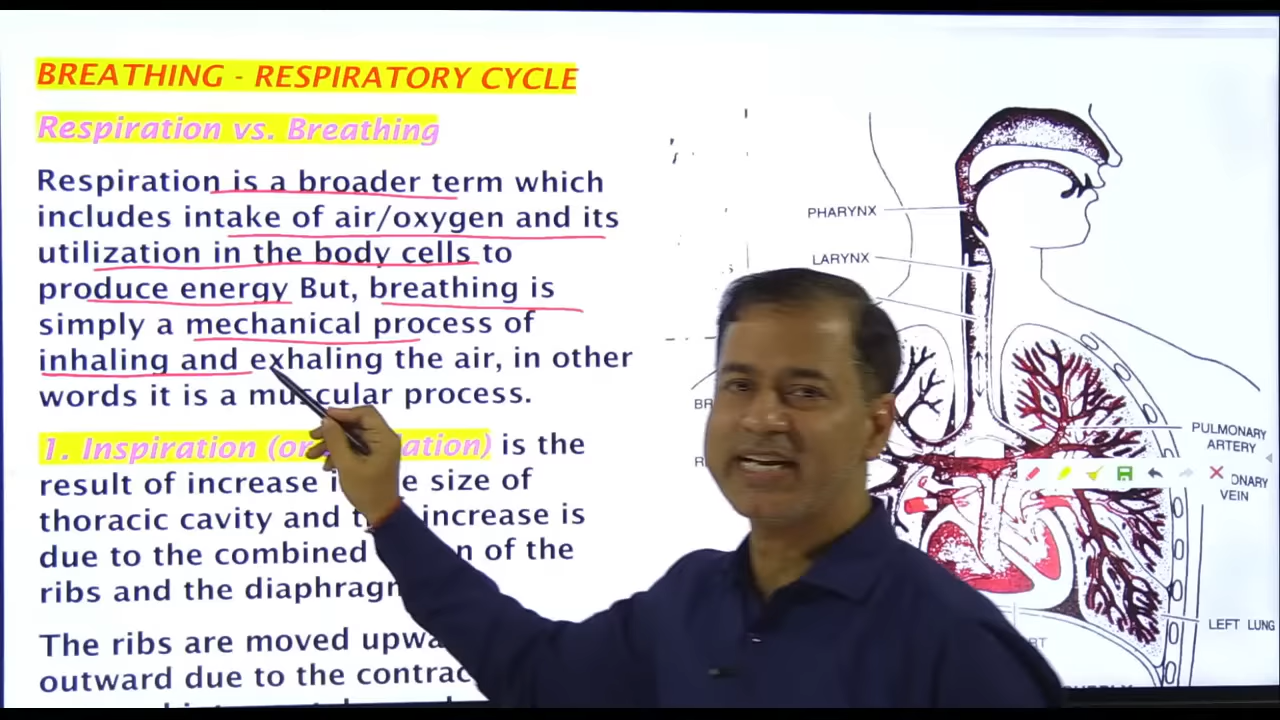 BREATHING - RESPIRATORY CYCLE
Respiration vs. Breathing
Respiration is a broader term which
includes intake of air/oxygen and its
utilization in the body cells to
produce energy But, breathing is
simply a mechanical process of
inhaling and exhaling the air, in other
words it is a muscular process.
1. Inspiration (or is the
result of increase size of
thoracic cavity and increase is
due to the combined of the
ribs and the diaphragm
The ribs are moved
outward due to the
PHARYNX
LARYNX
PULMONARY
ARTERY
VEIN
LEFT LUNG